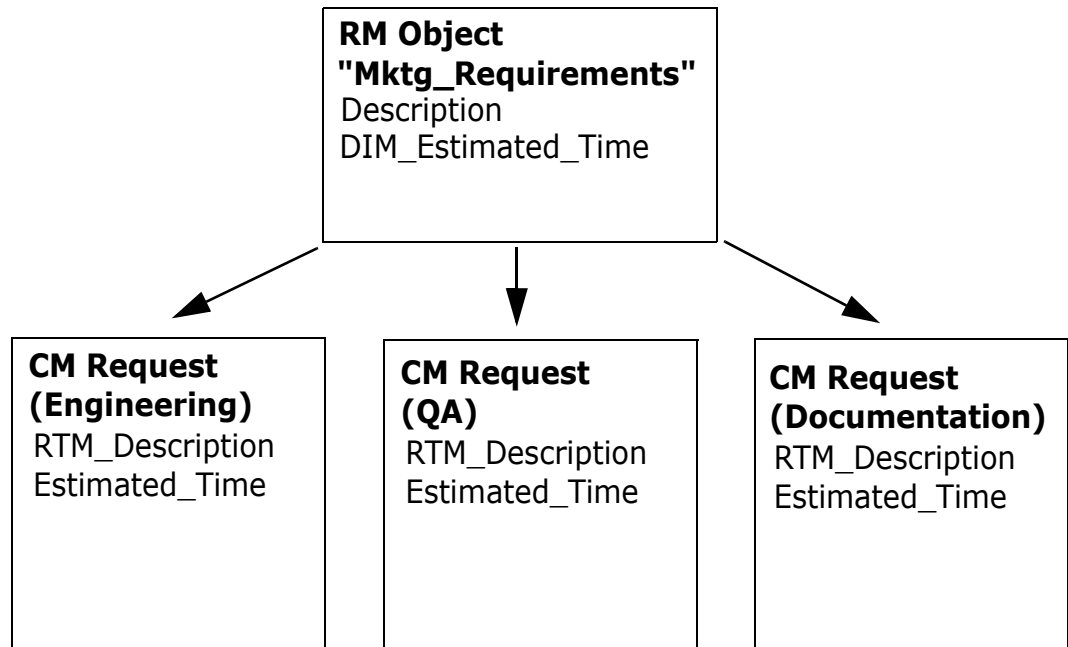 RM Object
"Mktg_Requirements"
Description
DIM_Estimated_Time
CM Request
(Engineering)
RTM_Description
Estimated_Time
CM Request
(QA)
RTM_Description
Estimated_Time
CM Request
(Documentation)
RTM_Description
Estimated_Time